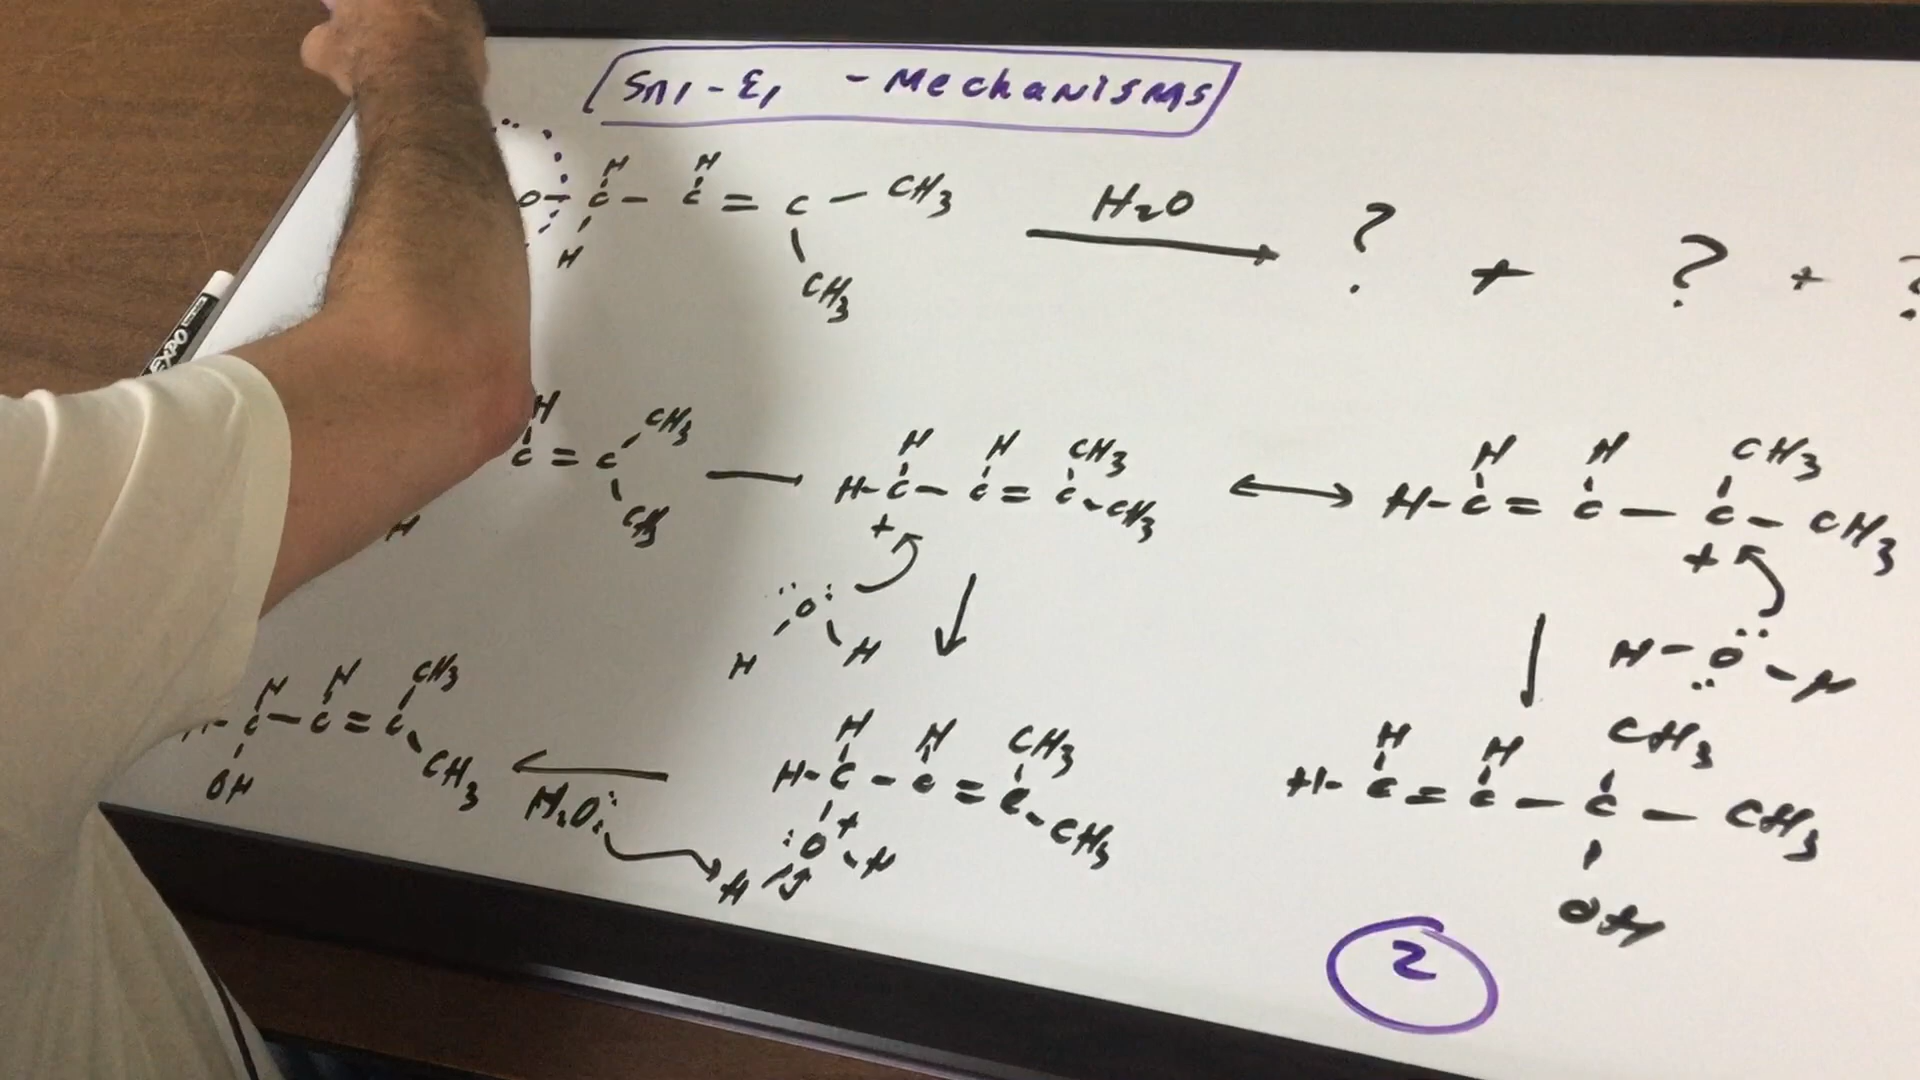 Sn1 - E1 - Mechanisms
H H
O - C - C = C - CH3
H
CH3
H2O
? + ? + ?
H CH3
C = C
CH3
H
H H CH3
H - C - C = C - CH3
+
H H CH3
H - C = C - C - CH3
+
O
H H
H - O - H
H H CH3
C - C = C
CH3
OH
H2O
H H CH3
H - C - C = C - CH3
O +
H H
H H CH3
H - C = C - C - CH3
OH
2
EXPO